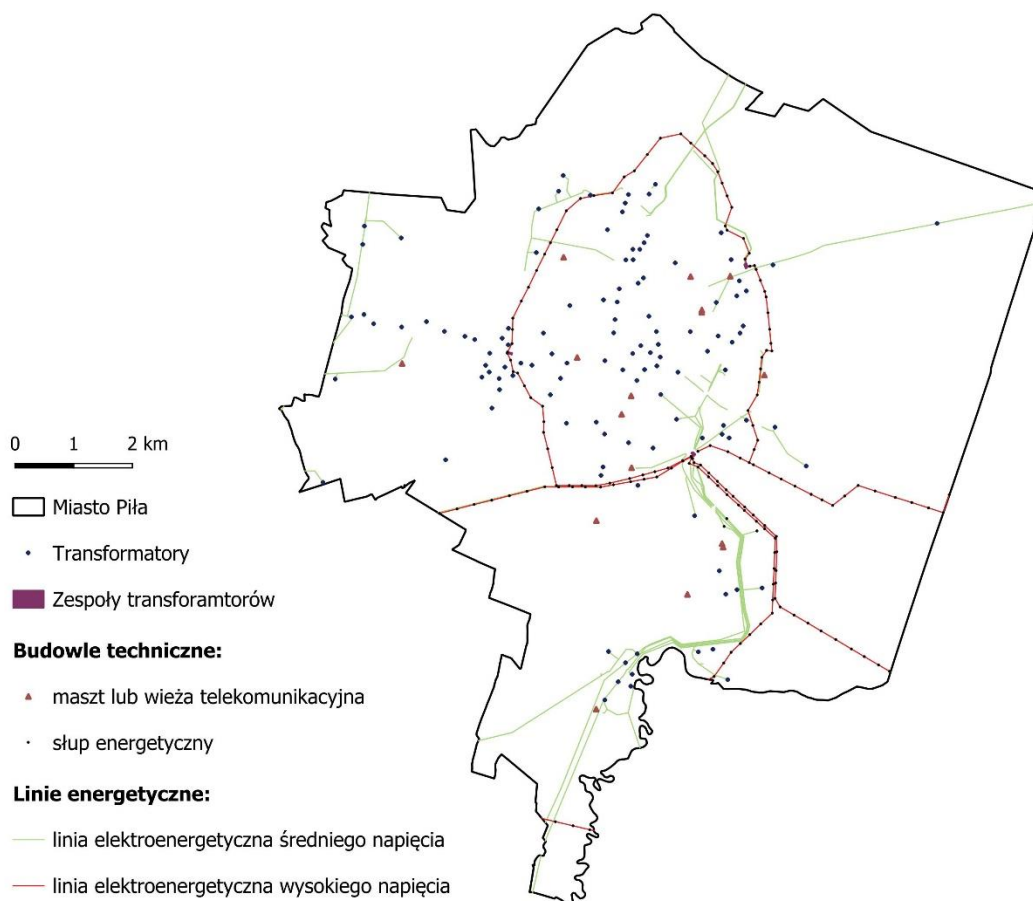 0 1 2 km
Miasto Piła
Transformatory
Zespoły transforamtorów
Budowle techniczne:
maszt lub wieża telekomunikacyjna
słup energetyczny
Linie energetyczne:
linia elektroenergetyczna średniego napięcia
linia elektroenergetyczna wysokiego napięcia